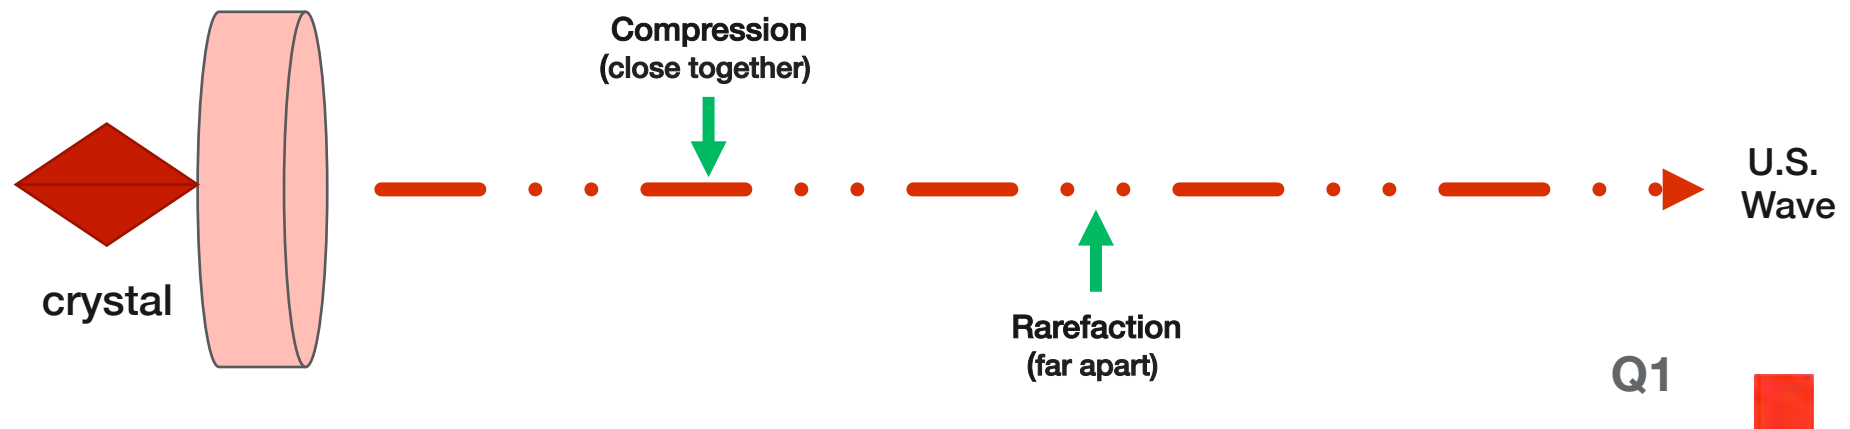 Compression
(close together)
U.S.
Wave
crystal
Rarefaction
(far apart)
Q1